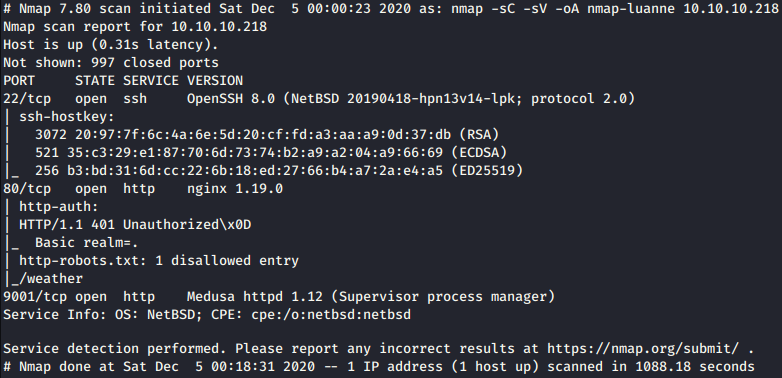 # Nmap 7.80 scan initiated Sat Dec  5 00:00:23 2020 as: nmap -sC -sV -oA nmap-luanne 10.10.10.218
Nmap scan report for 10.10.10.218
Host is up (0.31s latency).
Not shown: 997 closed ports
PORT     STATE SERVICE VERSION
22/tcp   open  ssh     OpenSSH 8.0 (NetBSD 20190418-hpn13v14-lpk; protocol 2.0)
| ssh-hostkey:
|   3072 20:97:7f:6c:4a:6e:5d:20:cf:fd:a3:aa:a9:0d:37:db (RSA)
|   521 35:c3:29:e1:87:70:6d:73:74:b2:a9:a2:04:a9:66:69 (ECDSA)
|_  256 b3:bd:31:6d:cc:22:6b:18:ed:27:66:b4:a7:2a:e4:a5 (ED25519)
80/tcp   open  http    nginx 1.19.0
| http-auth:
| HTTP/1.1 401 Unauthorized\x0D
|_  Basic realm=.
| http-robots.txt: 1 disallowed entry
|_/weather
9001/tcp open  http    Medusa httpd 1.12 (Supervisor process manager)
Service Info: OS: NetBSD; CPE: cpe:/o:netbsd:netbsd

Service detection performed. Please report any incorrect results at https://nmap.org/submit/ .
# Nmap done at Sat Dec  5 00:18:31 2020 -- 1 IP address (1 host up) scanned in 1088.18 seconds